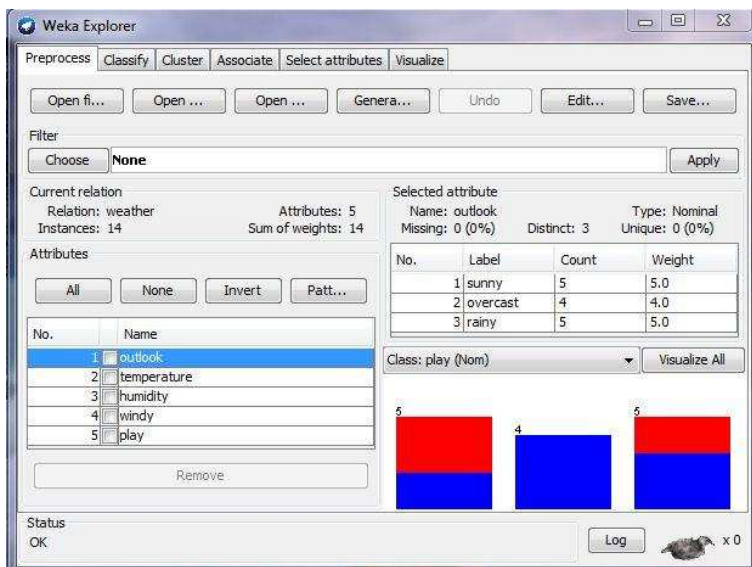 Weka Explorer
Preprocess Classify Cluster Associate Select attributes Visualize
Open fi... Open ... Open ... Genera... Undo Edit... Save...
Filter
Choose None Apply
Current relation
Relation: weather Attributes: 5
Instances: 14 Sum of weights: 14
Selected attribute
Name: outlook Type: Nominal
Missing: 0 (0%) Distinct: 3 Unique: 0 (0%)
Attributes
All None Invert Patt...
No. Name
1 outlook
2 temperature
3 humidity
4 windy
5 play
Remove
No. Label Count Weight
1 sunny 5 5.0
2 overcast 4 4.0
3 rainy 5 5.0
Class: play (Nom) Visualize All
5 4 5
Status
OK
Log x 0